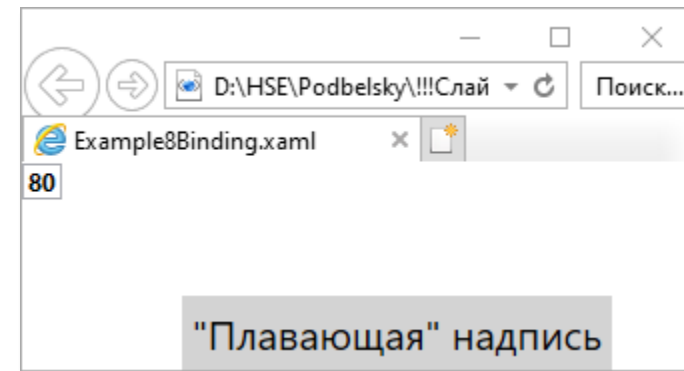 D:\HSE\Podbelsky\!!!Слай
Поиск...
Example8Binding.xaml
80
"Плавающая" надпись